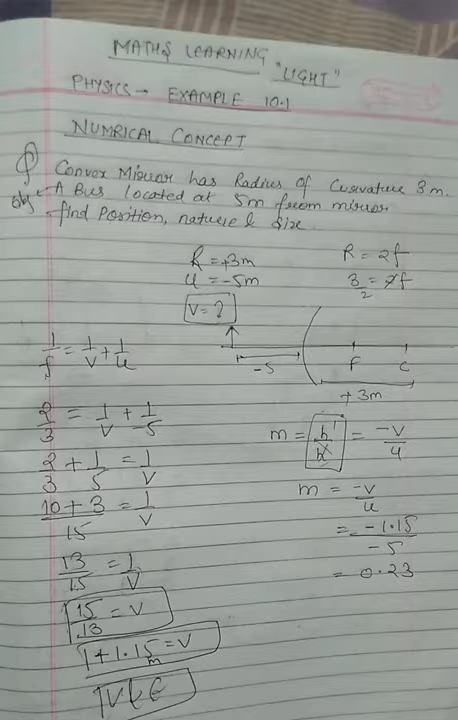 MATHS LEARNING
"LIGHT"
PHYSICS → EXAMPLE 10.1
NUMRICAL CONCEPT
Q Convex Mirror has Radius of Curvature 3m.
Obj ← A Bus located at 5m from mirror
find Position, nature & Size.
R = +3m
u = -5m
V = ?
R = 2f
3/2 = f
1/f = 1/v + 1/u
-5
F
C
+3m
2/3 = 1/v + 1/-5
2/3 + 1/5 = 1/v
10+3/15 = 1/v
13/15 = 1/v
15/13 = v
+1.15m = v
m = h'/h = -v/u
m = -v/u
= -1.15/-5
= 0.23